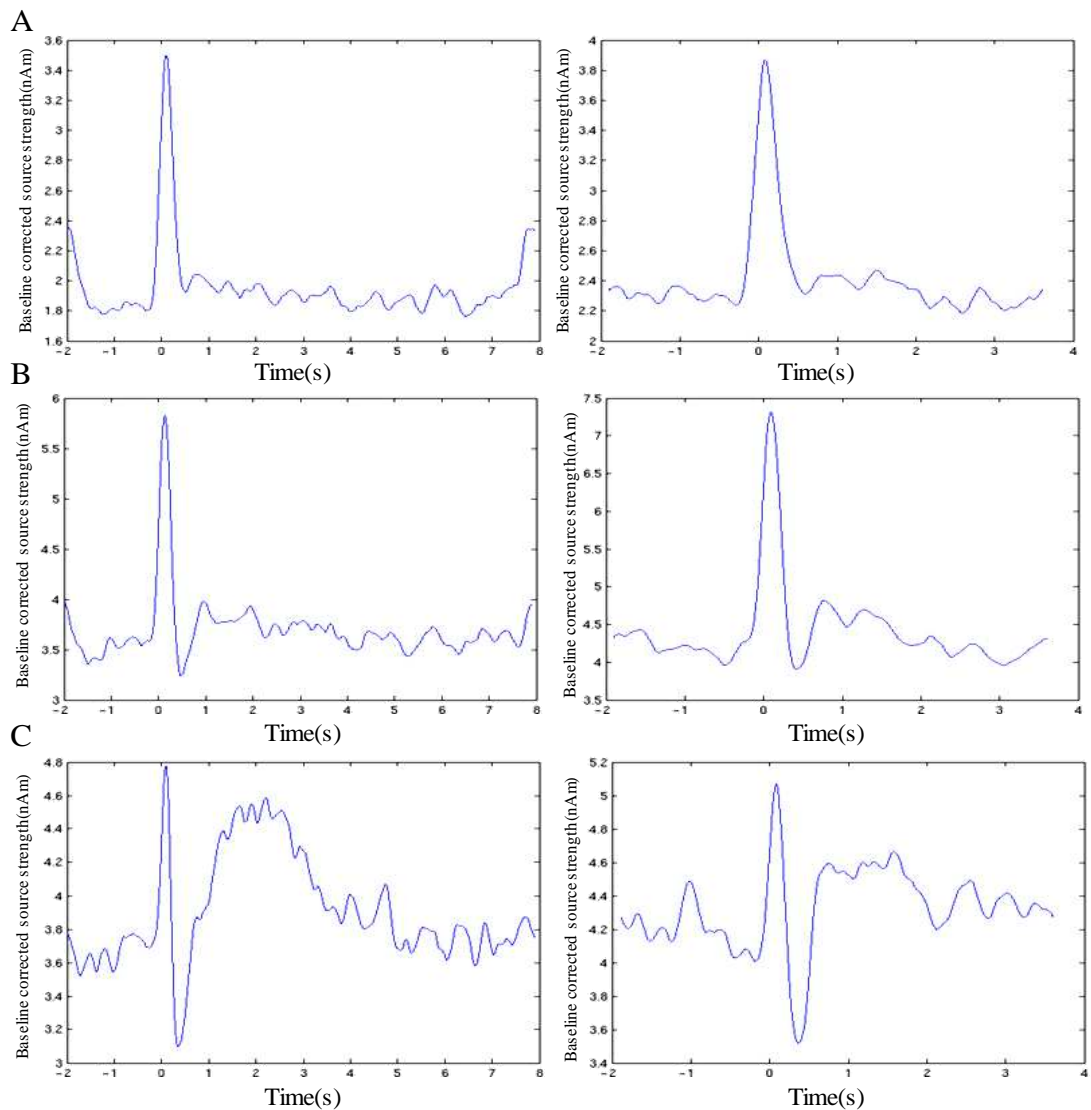 A
Baseline corrected source strength(nAm)
3.6
3.4
3.2
3
2.8
2.6
2.4
2.2
2
1.8
1.6
-2 -1 0 1 2 3 4 5 6 7 8
Time(s)
Baseline corrected source strength(nAm)
4
3.8
3.6
3.4
3.2
3
2.8
2.6
2.4
2.2
2
-2 -1 0 1 2 3 4
Time(s)
B
Baseline corrected source strength(nAm)
6
5.5
5
4.5
4
3.5
3
-2 -1 0 1 2 3 4 5 6 7 8
Time(s)
Baseline corrected source strength(nAm)
7.5
7
6.5
6
5.5
5
4.5
4
3.5
-2 -1 0 1 2 3 4
Time(s)
C
Baseline corrected source strength(nAm)
4.8
4.6
4.4
4.2
4
3.8
3.6
3.4
3.2
3
-2 -1 0 1 2 3 4 5 6 7 8
Time(s)
Baseline corrected source strength(nAm)
5.2
5
4.8
4.6
4.4
4.2
4
3.8
3.6
3.4
-2 -1 0 1 2 3 4
Time(s)